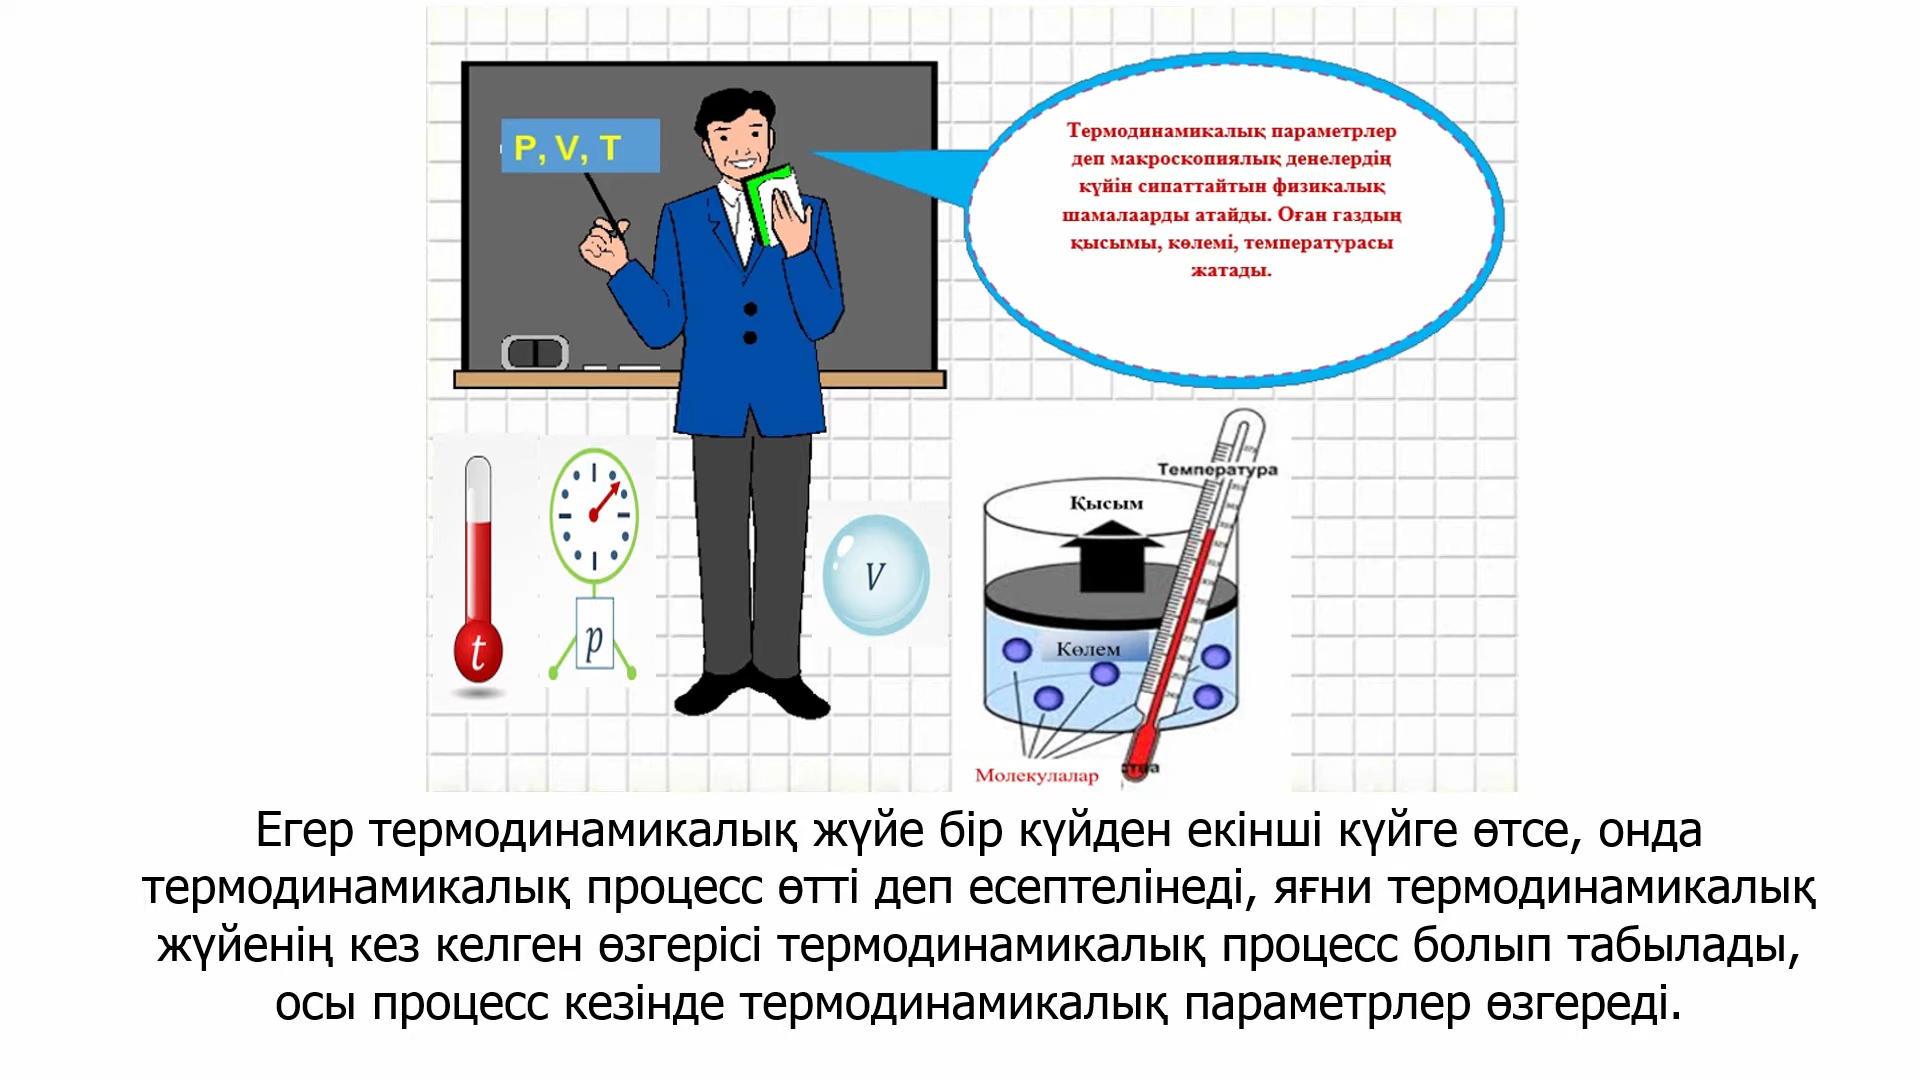 P, V, T
Термодинамикалық параметрлер
деп макроскопиялық денелердің
күйін сипаттайтын физикалық
шамалаарды атайды. Оған газдың
қысымы, көлемі, температурасы
жатады.
t
p
V
Температура
Қысым
Көлем
Молекулалар
Егер термодинамикалық жүйе бір күйден екінші күйге өтсе, онда
термодинамикалық процесс өтті деп есептелінеді, яғни термодинамикалық
жүйенің кез келген өзгерісі термодинамикалық процесс болып табылады,
осы процесс кезінде термодинамикалық параметрлер өзгереді.